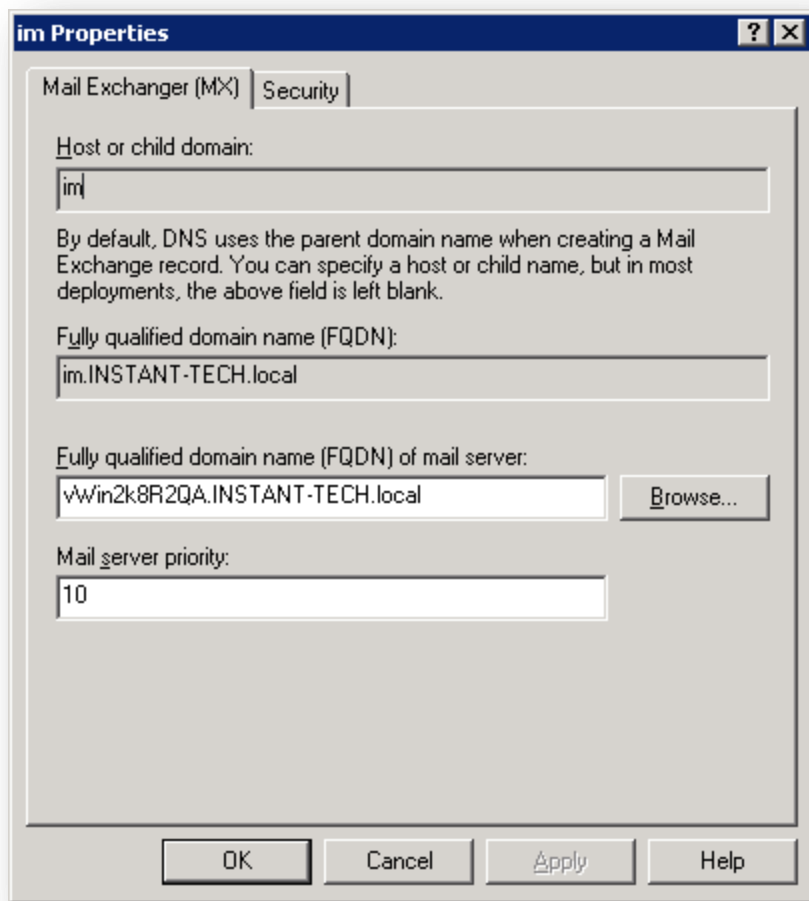 im Properties
Mail Exchanger (MX)
Security
Host or child domain:
im
By default, DNS uses the parent domain name when creating a Mail
Exchange record. You can specify a host or child name, but in most
deployments, the above field is left blank.
Fully qualified domain name (FQDN):
im.INSTANT-TECH.local
Fully qualified domain name (FQDN) of mail server:
vWin2k8R2QA.INSTANT-TECH.local
Browse...
Mail server priority:
10
OK
Cancel
Apply
Help